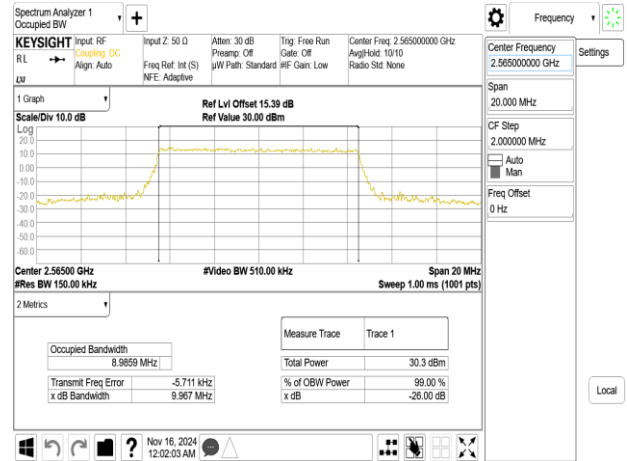 Spectrum Analyzer 1
Occupied BW
+
Frequency
Settings
KEYSIGHT
RL
LXI
Input: RF
Coupling: DC
Align: Auto
Input Z: 50 Ω
Freq Ref: Int (S)
NFE: Adaptive
Atten: 30 dB
Preamp: Off
µW Path: Standard
Trig: Free Run
Gate: Off
#IF Gain: Low
Center Freq: 2.565000000 GHz
Avg|Hold: 10/10
Radio Std: None
Center Frequency
2.565000000 GHz
Span
20.000 MHz
CF Step
2.000000 MHz
Auto
Man
Freq Offset
0 Hz
Local
1 Graph
Scale/Div 10.0 dB
Ref Lvl Offset 15.39 dB
Ref Value 30.00 dBm
Log
20.0
10.0
0.00
-10.0
-20.0
-30.0
-40.0
-50.0
-60.0
Center 2.56500 GHz
#Res BW 150.00 kHz
#Video BW 510.00 kHz
Span 20 MHz
Sweep 1.00 ms (1001 pts)
2 Metrics
Measure Trace Trace 1
Occupied Bandwidth
8.9859 MHz
Total Power 30.3 dBm
Transmit Freq Error -5.711 kHz
% of OBW Power 99.00 %
x dB Bandwidth 9.967 MHz
x dB -26.00 dB
?
Nov 16, 2024
12:02:03 AM